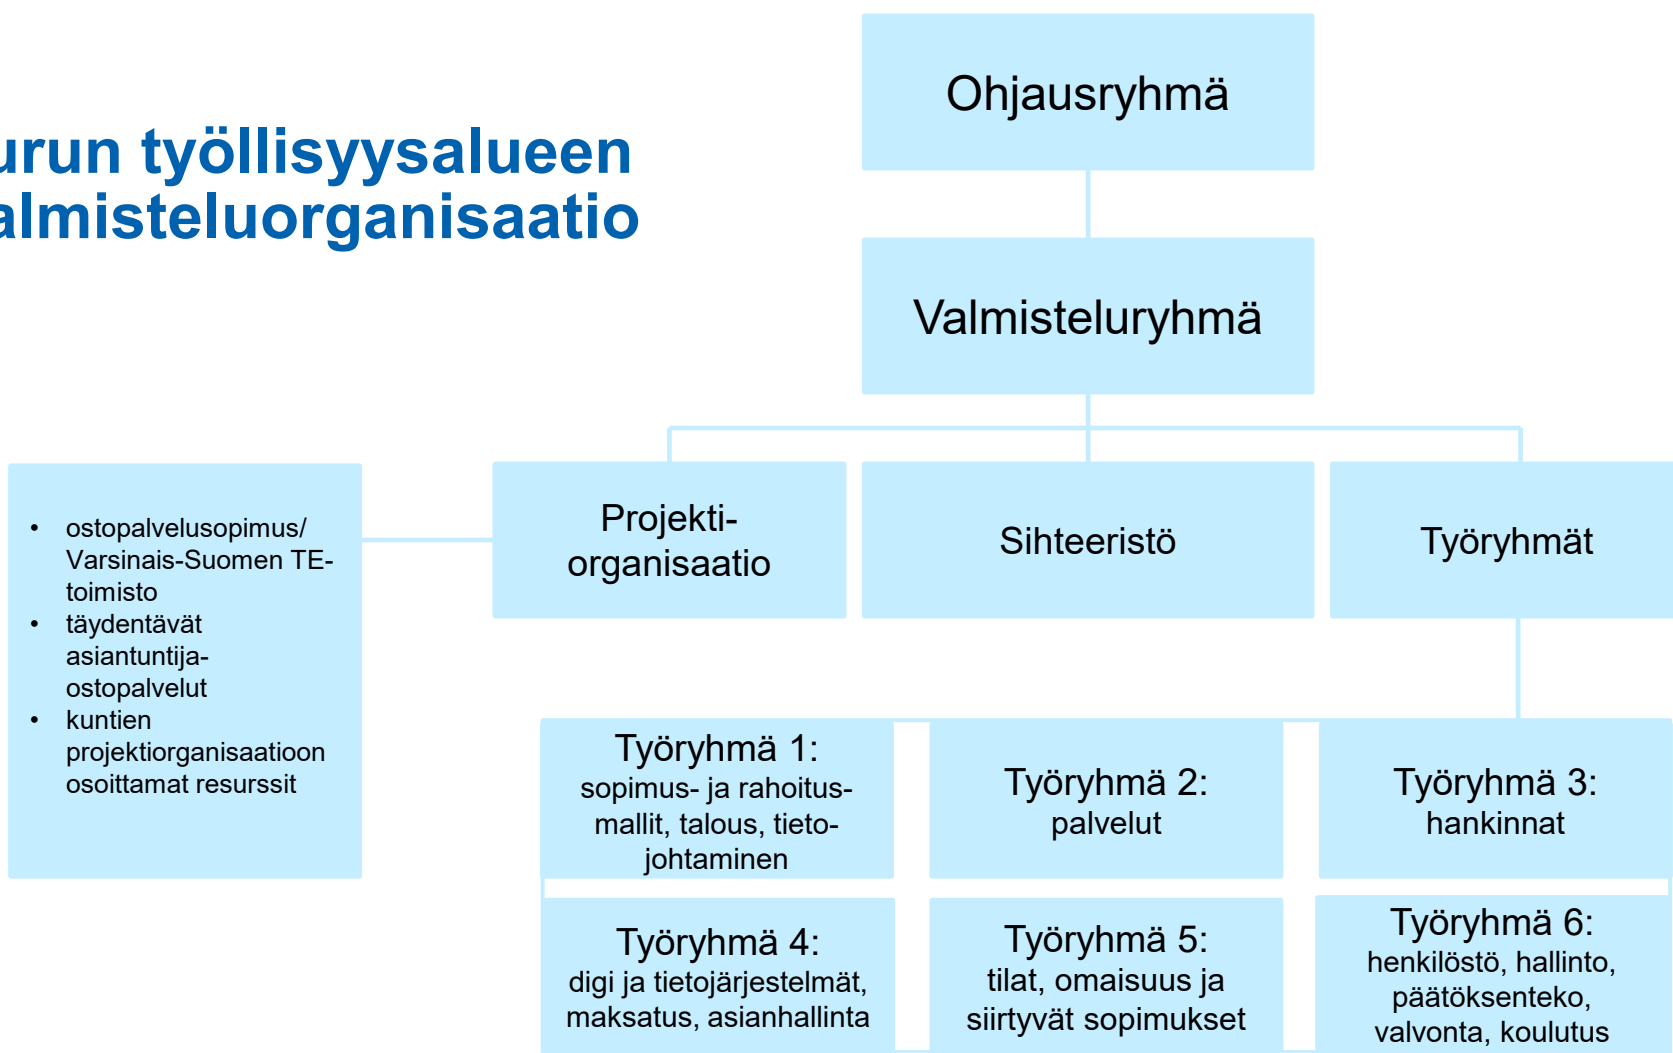 urun työllisyysalueen
almisteluorganisaatio
Ohjausryhmä
Valmisteluryhmä
Projekti-
organisaatio
Sihteeristö
Työryhmät
• ostopalvelusopimus/
Varsinais-Suomen TE-
toimisto
• täydentävät
asiantuntija-
ostopalvelut
• kuntien
projektiorganisaatioon
osoittamat resurssit
Työryhmä 1:
sopimus- ja rahoitus-
mallit, talous, tieto-
johtaminen
Työryhmä 2:
palvelut
Työryhmä 3:
hankinnat
Työryhmä 4:
digi ja tietojärjestelmät,
maksatus, asianhallinta
Työryhmä 5:
tilat, omaisuus ja
siirtyvät sopimukset
Työryhmä 6:
henkilöstö, hallinto,
päätöksenteko,
valvonta, koulutus